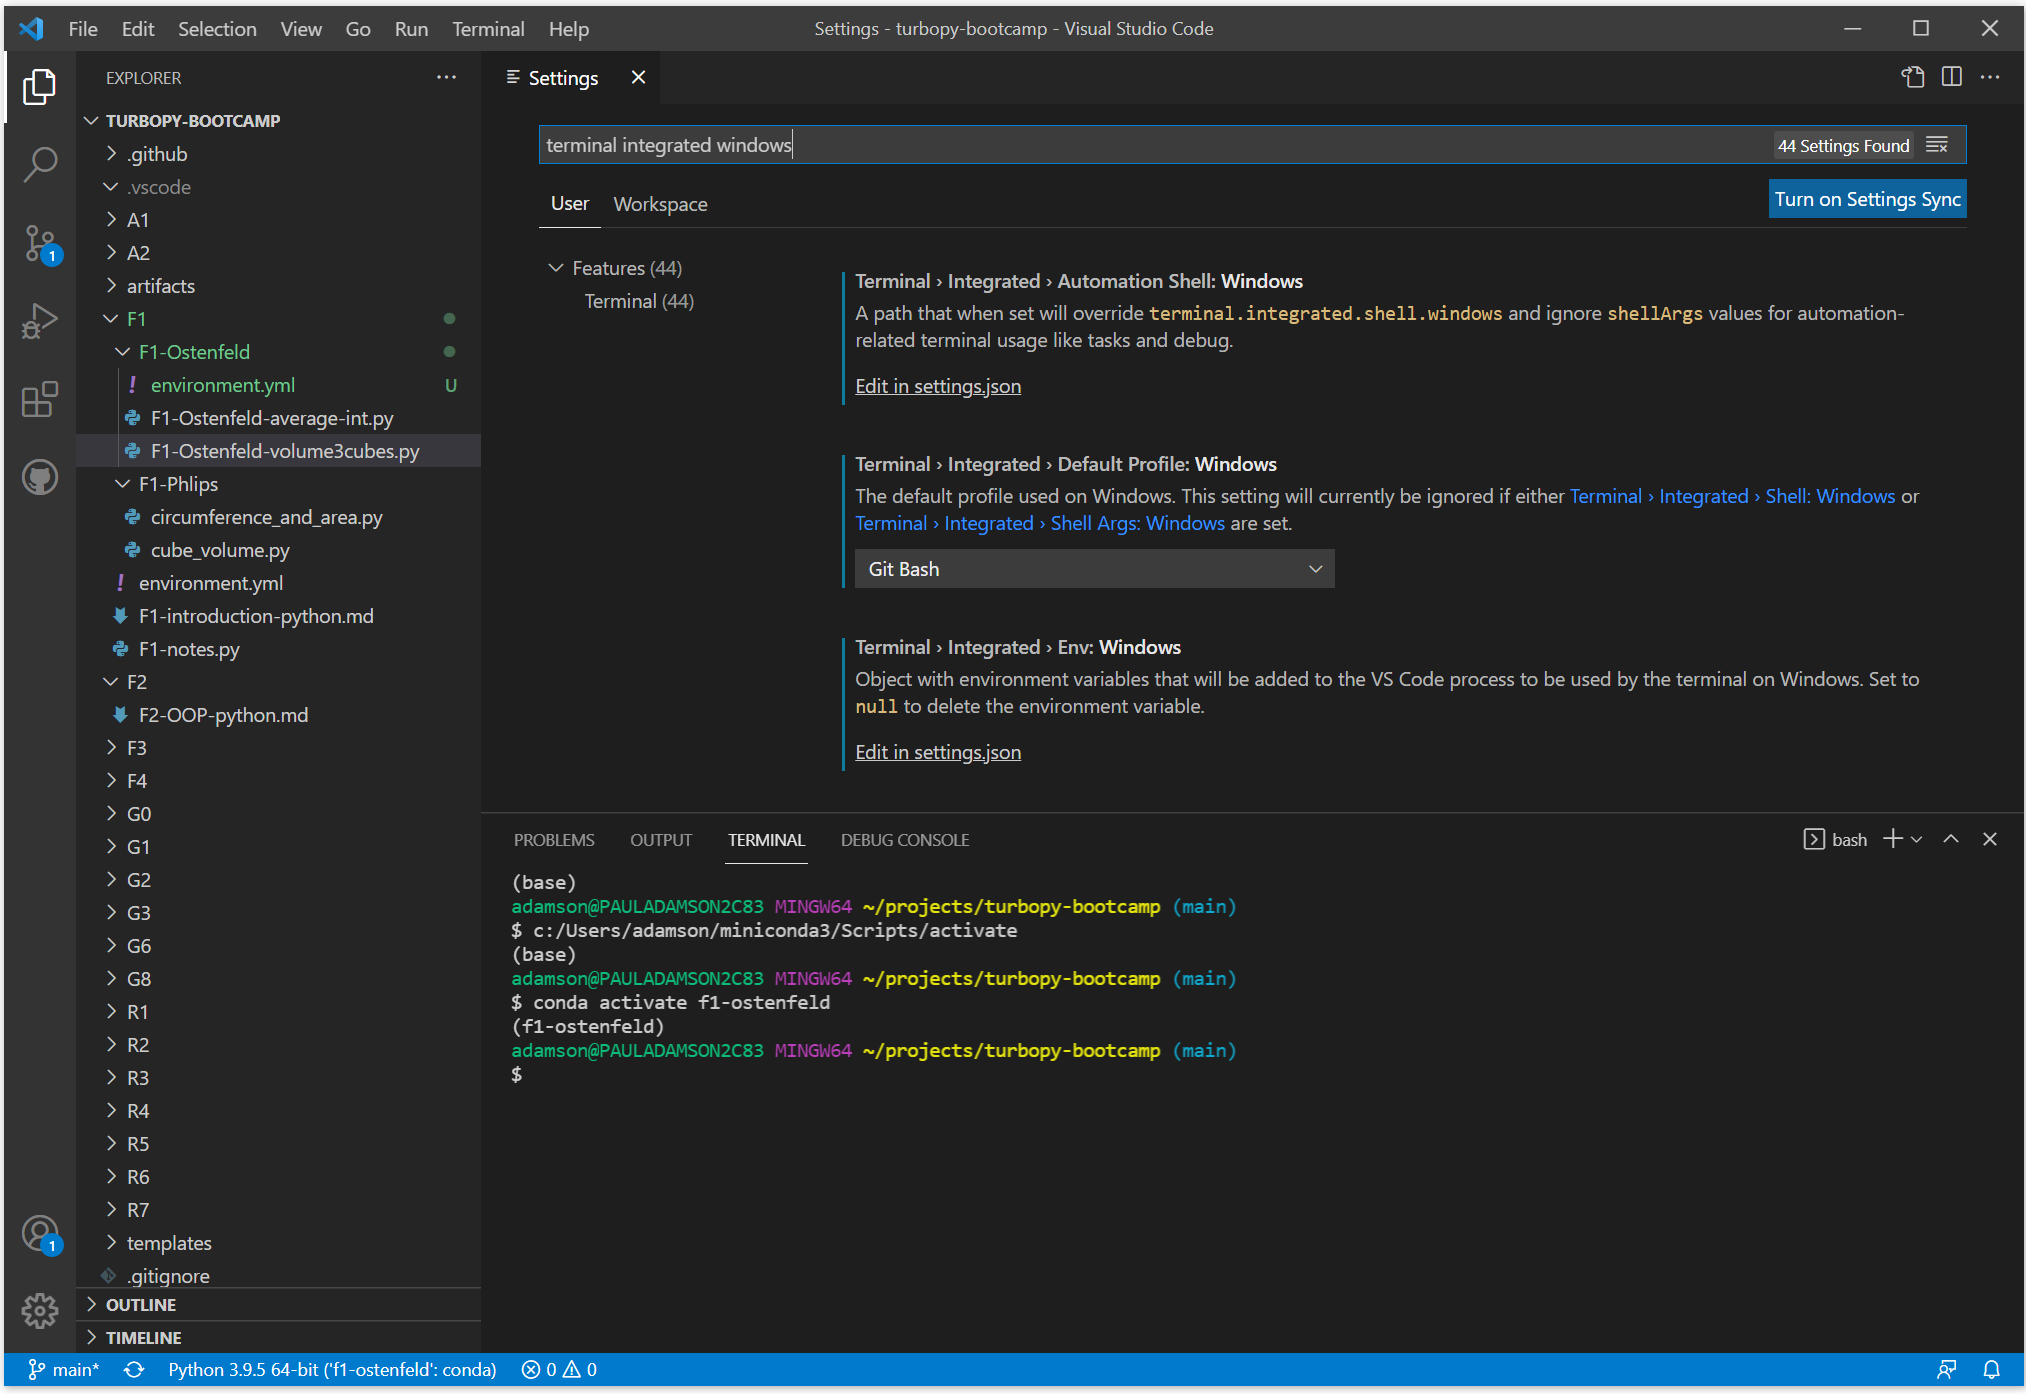 File Edit Selection View Go Run Terminal Help
Settings - turbopy-bootcamp - Visual Studio Code
EXPLORER
TURBOPY-BOOTCAMP
.github
.vscode
A1
A2
artifacts
F1
F1-Ostenfeld
! environment.yml U
F1-Ostenfeld-average-int.py
F1-Ostenfeld-volume3cubes.py
F1-Phlips
circumference_and_area.py
cube_volume.py
! environment.yml
F1-introduction-python.md
F1-notes.py
F2
F2-OOP-python.md
F3
F4
G0
G1
G2
G3
G6
G8
R1
R2
R3
R4
R5
R6
R7
templates
.gitignore
OUTLINE
TIMELINE
1
1
Settings
terminal integrated windows
44 Settings Found
User Workspace
Turn on Settings Sync
Features (44)
Terminal (44)
Terminal › Integrated › Automation Shell: Windows
A path that when set will override terminal.integrated.shell.windows and ignore shellArgs values for automation-
related terminal usage like tasks and debug.
Edit in settings.json
Terminal › Integrated › Default Profile: Windows
The default profile used on Windows. This setting will currently be ignored if either Terminal › Integrated › Shell: Windows or
Terminal › Integrated › Shell Args: Windows are set.
Git Bash
Terminal › Integrated › Env: Windows
Object with environment variables that will be added to the VS Code process to be used by the terminal on Windows. Set to
null to delete the environment variable.
Edit in settings.json
PROBLEMS OUTPUT TERMINAL DEBUG CONSOLE
bash
(base)
adamson@PAULADAMSON2C83 MINGW64 ~/projects/turbopy-bootcamp (main)
$ c:/Users/adamson/miniconda3/Scripts/activate
(base)
adamson@PAULADAMSON2C83 MINGW64 ~/projects/turbopy-bootcamp (main)
$ conda activate f1-ostenfeld
(f1-ostenfeld)
adamson@PAULADAMSON2C83 MINGW64 ~/projects/turbopy-bootcamp (main)
$
main* Python 3.9.5 64-bit ('f1-ostenfeld': conda) 0 0